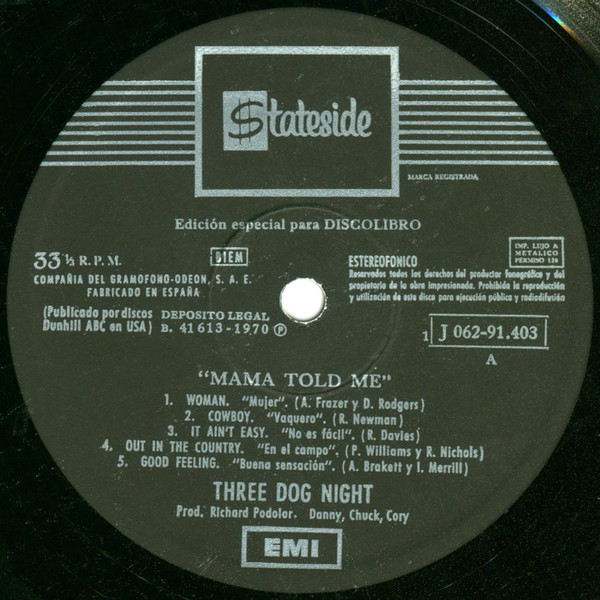 $tateside
MARCA REGISTRADA
Edición especial para DISCOLIBRO
33 ⅓ R. P. M.
BIEM
COMPAÑIA DEL GRAMOFONO-ODEON, S. A. E.
FABRICADO EN ESPAÑA
(Publicado por discos
Dunhill ABC en USA)
DEPOSITO LEGAL
B. 41613-1970 Ⓟ
ESTEREOFONICO
IMP. LUJO A
METALICO
PERMISO 120
Reservados todos los derechos del productor fonográfico y del
propietario de la obra impresionada. Prohibida la reproducción
y utilización de este disco para ejecución pública y radiodifusión
1 J 062-91.403
A
"MAMA TOLD ME"
1. WOMAN. "Mujer". (A. Frazer y D. Rodgers)
2. COWBOY. "Vaquero". (R. Newman)
3. IT AIN'T EASY. "No es fácil". (R. Davies)
4. OUT IN THE COUNTRY. "En el campo". (P. Williams y R. Nichols)
5. GOOD FEELING. "Buena sensación". (A. Brakett y I. Merrill)
THREE DOG NIGHT
Prod. Richard Podolor. Danny, Chuck, Cory
EMI